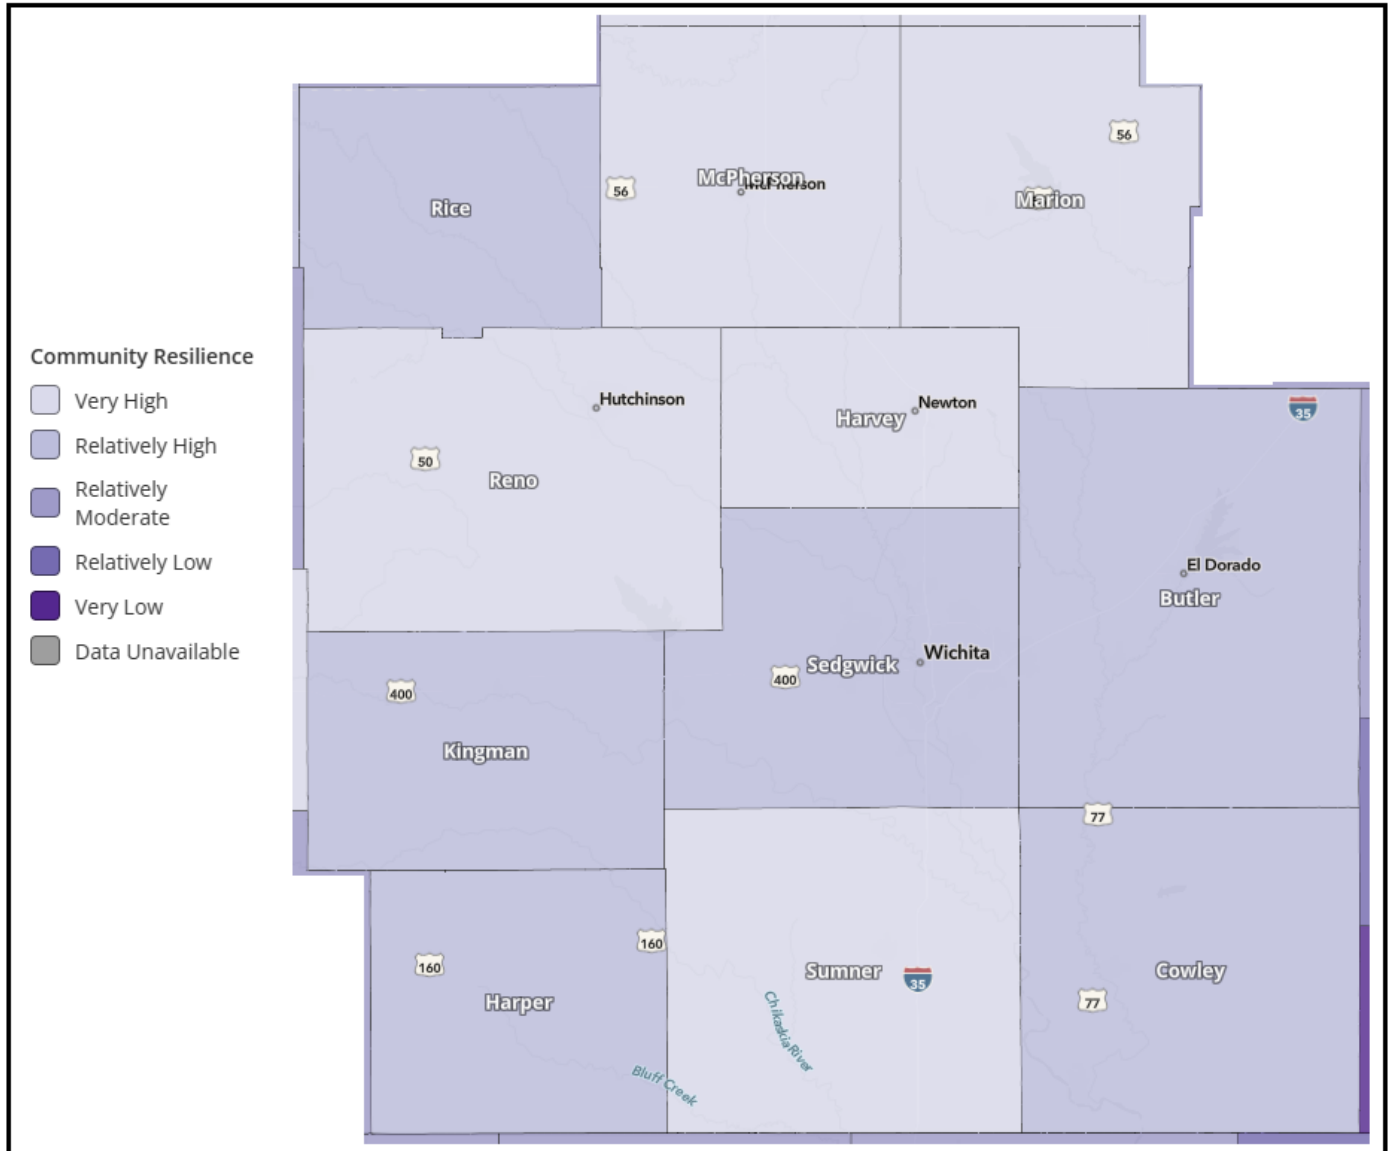 56
McPherson
McPherson
56
Rice
Marion
Community Resilience
Very High
Relatively High
Relatively
Moderate
Relatively Low
Very Low
Data Unavailable
Hutchinson
Newton
Harvey
35
50
Reno
El Dorado
Butler
Wichita
Sedgwick
400
400
Kingman
77
160
160
Harper
Sumner
35
Cowley
77
Chikaskia River
Bluff Creek